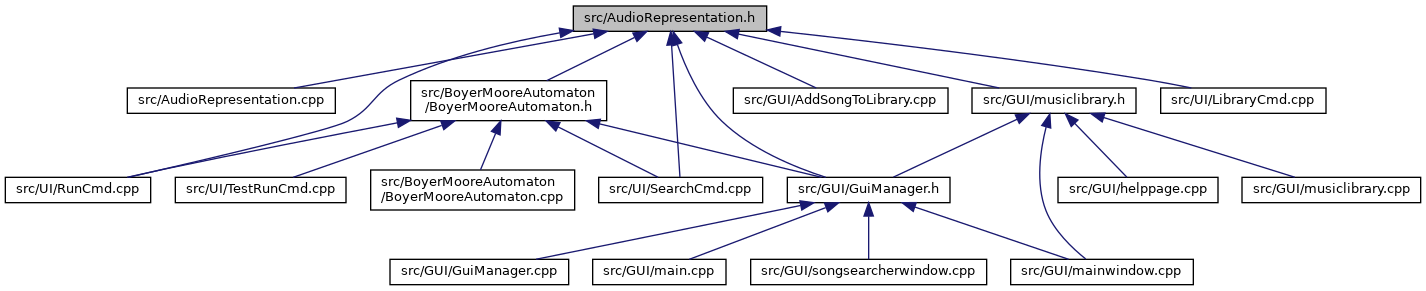 src/AudioRepresentation.h
src/AudioRepresentation.cpp
src/BoyerMooreAutomaton
/BoyerMooreAutomaton.h
src/GUI/AddSongToLibrary.cpp
src/GUI/musiclibrary.h
src/UI/LibraryCmd.cpp
src/UI/RunCmd.cpp
src/UI/TestRunCmd.cpp
src/BoyerMooreAutomaton
/BoyerMooreAutomaton.cpp
src/UI/SearchCmd.cpp
src/GUI/GuiManager.h
src/GUI/helppage.cpp
src/GUI/musiclibrary.cpp
src/GUI/GuiManager.cpp
src/GUI/main.cpp
src/GUI/songsearcherwindow.cpp
src/GUI/mainwindow.cpp